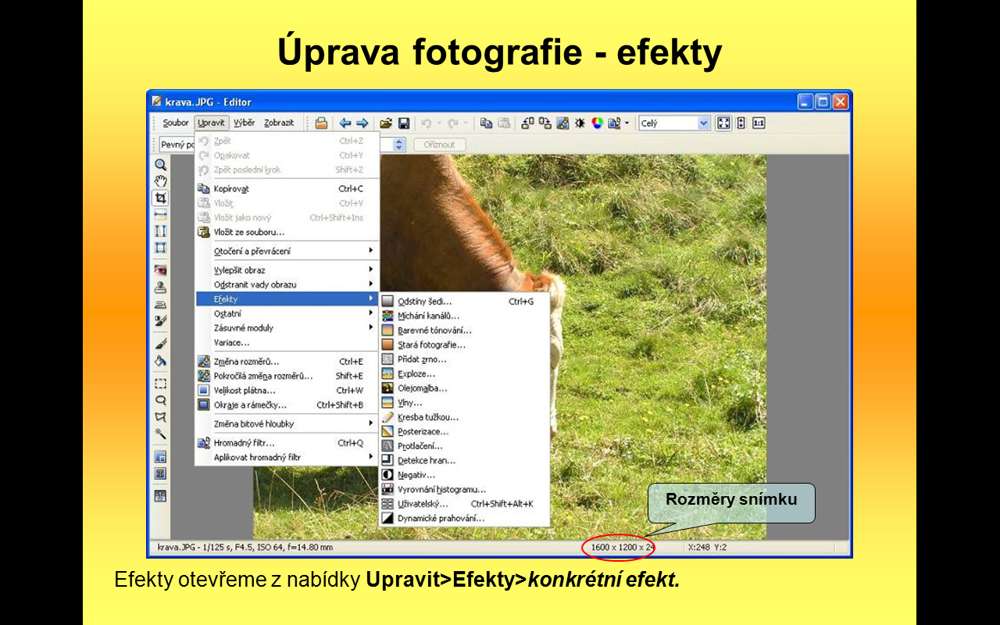 Úprava fotografie - efekty
krava.JPG - Editor
Soubor Upravit Výběr Zobrazit Celý 1:1
Pevný po Oříznout
Zpět Ctrl+Z
Opakovat Ctrl+Y
Zpět poslední krok Shift+Z
Kopírovat Ctrl+C
Vložit Ctrl+V
Vložit jako nový Ctrl+Shift+Ins
Vložit ze souboru...
Otočení a převrácení
Vylepšit obraz
Odstranit vady obrazu
Efekty
Ostatní
Zásuvné moduly
Variace...
Změna rozměrů... Ctrl+E
Pokročilá změna rozměrů... Shift+E
Velikost plátna... Ctrl+W
Okraje a rámečky... Ctrl+Shift+B
Změna bitové hloubky
Hromadný filtr... Ctrl+Q
Aplikovat hromadný filtr
Odstíny šedi... Ctrl+G
Míchání kanálů...
Barevné tónování...
Stará fotografie...
Přidat zrno...
Exploze...
Olejomalba...
Vlny...
Kresba tužkou...
Posterizace...
Protlačení...
Detekce hran...
Negativ...
Vyrovnání histogramu...
Uživatelský... Ctrl+Shift+Alt+K
Dynamické prahování...
Rozměry snímku
krava.JPG - 1/125 s, F4.5, ISO 64, f=14.80 mm 1600 x 1200 x 24 X:248 Y:2
Efekty otevřeme z nabídky Upravit>Efekty>konkrétní efekt.